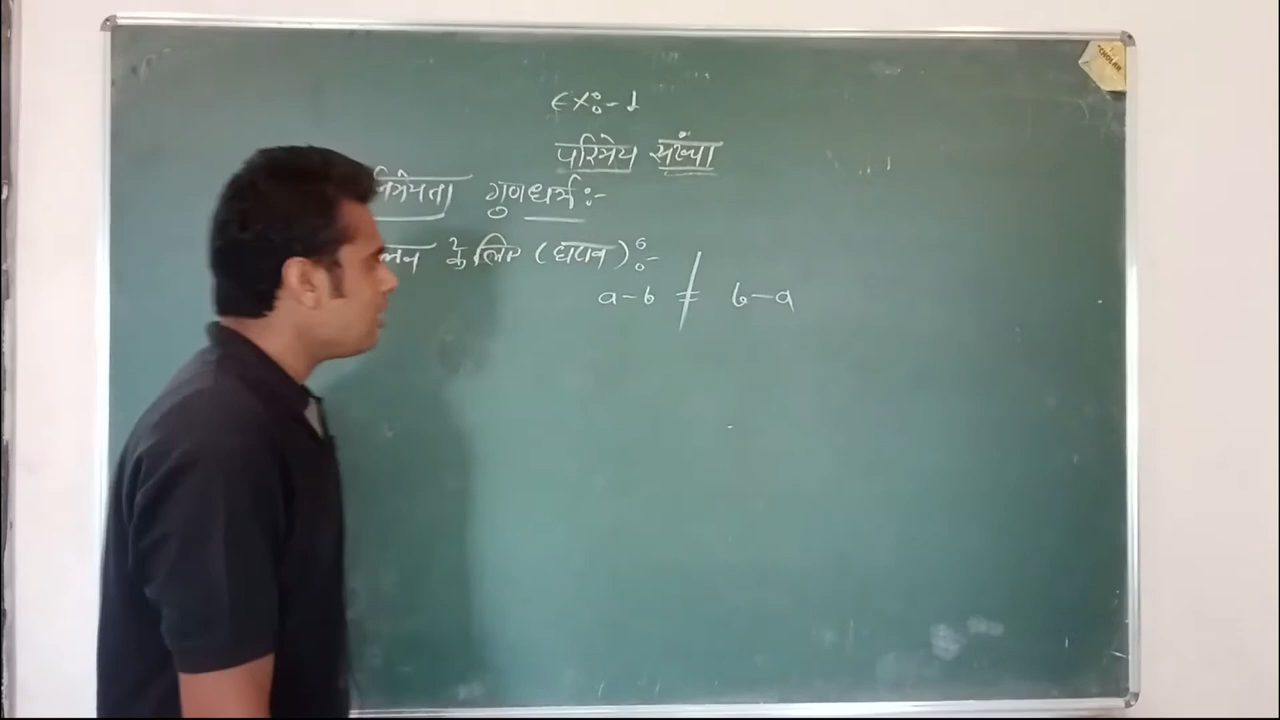 Ex:- 1
परिमेय संख्या
गुणधर्म :-
के लिए (घटाव) :-
a-b ≠ b-a